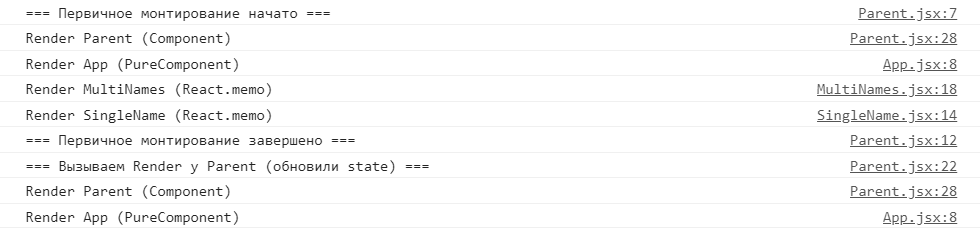 === Первичное монтирование начато === Parent.jsx:7
Render Parent (Component) Parent.jsx:28
Render App (PureComponent) App.jsx:8
Render MultiNames (React.memo) MultiNames.jsx:18
Render SingleName (React.memo) SingleName.jsx:14
=== Первичное монтирование завершено === Parent.jsx:12
=== Вызываем Render у Parent (обновили state) === Parent.jsx:22
Render Parent (Component) Parent.jsx:28
Render App (PureComponent) App.jsx:8